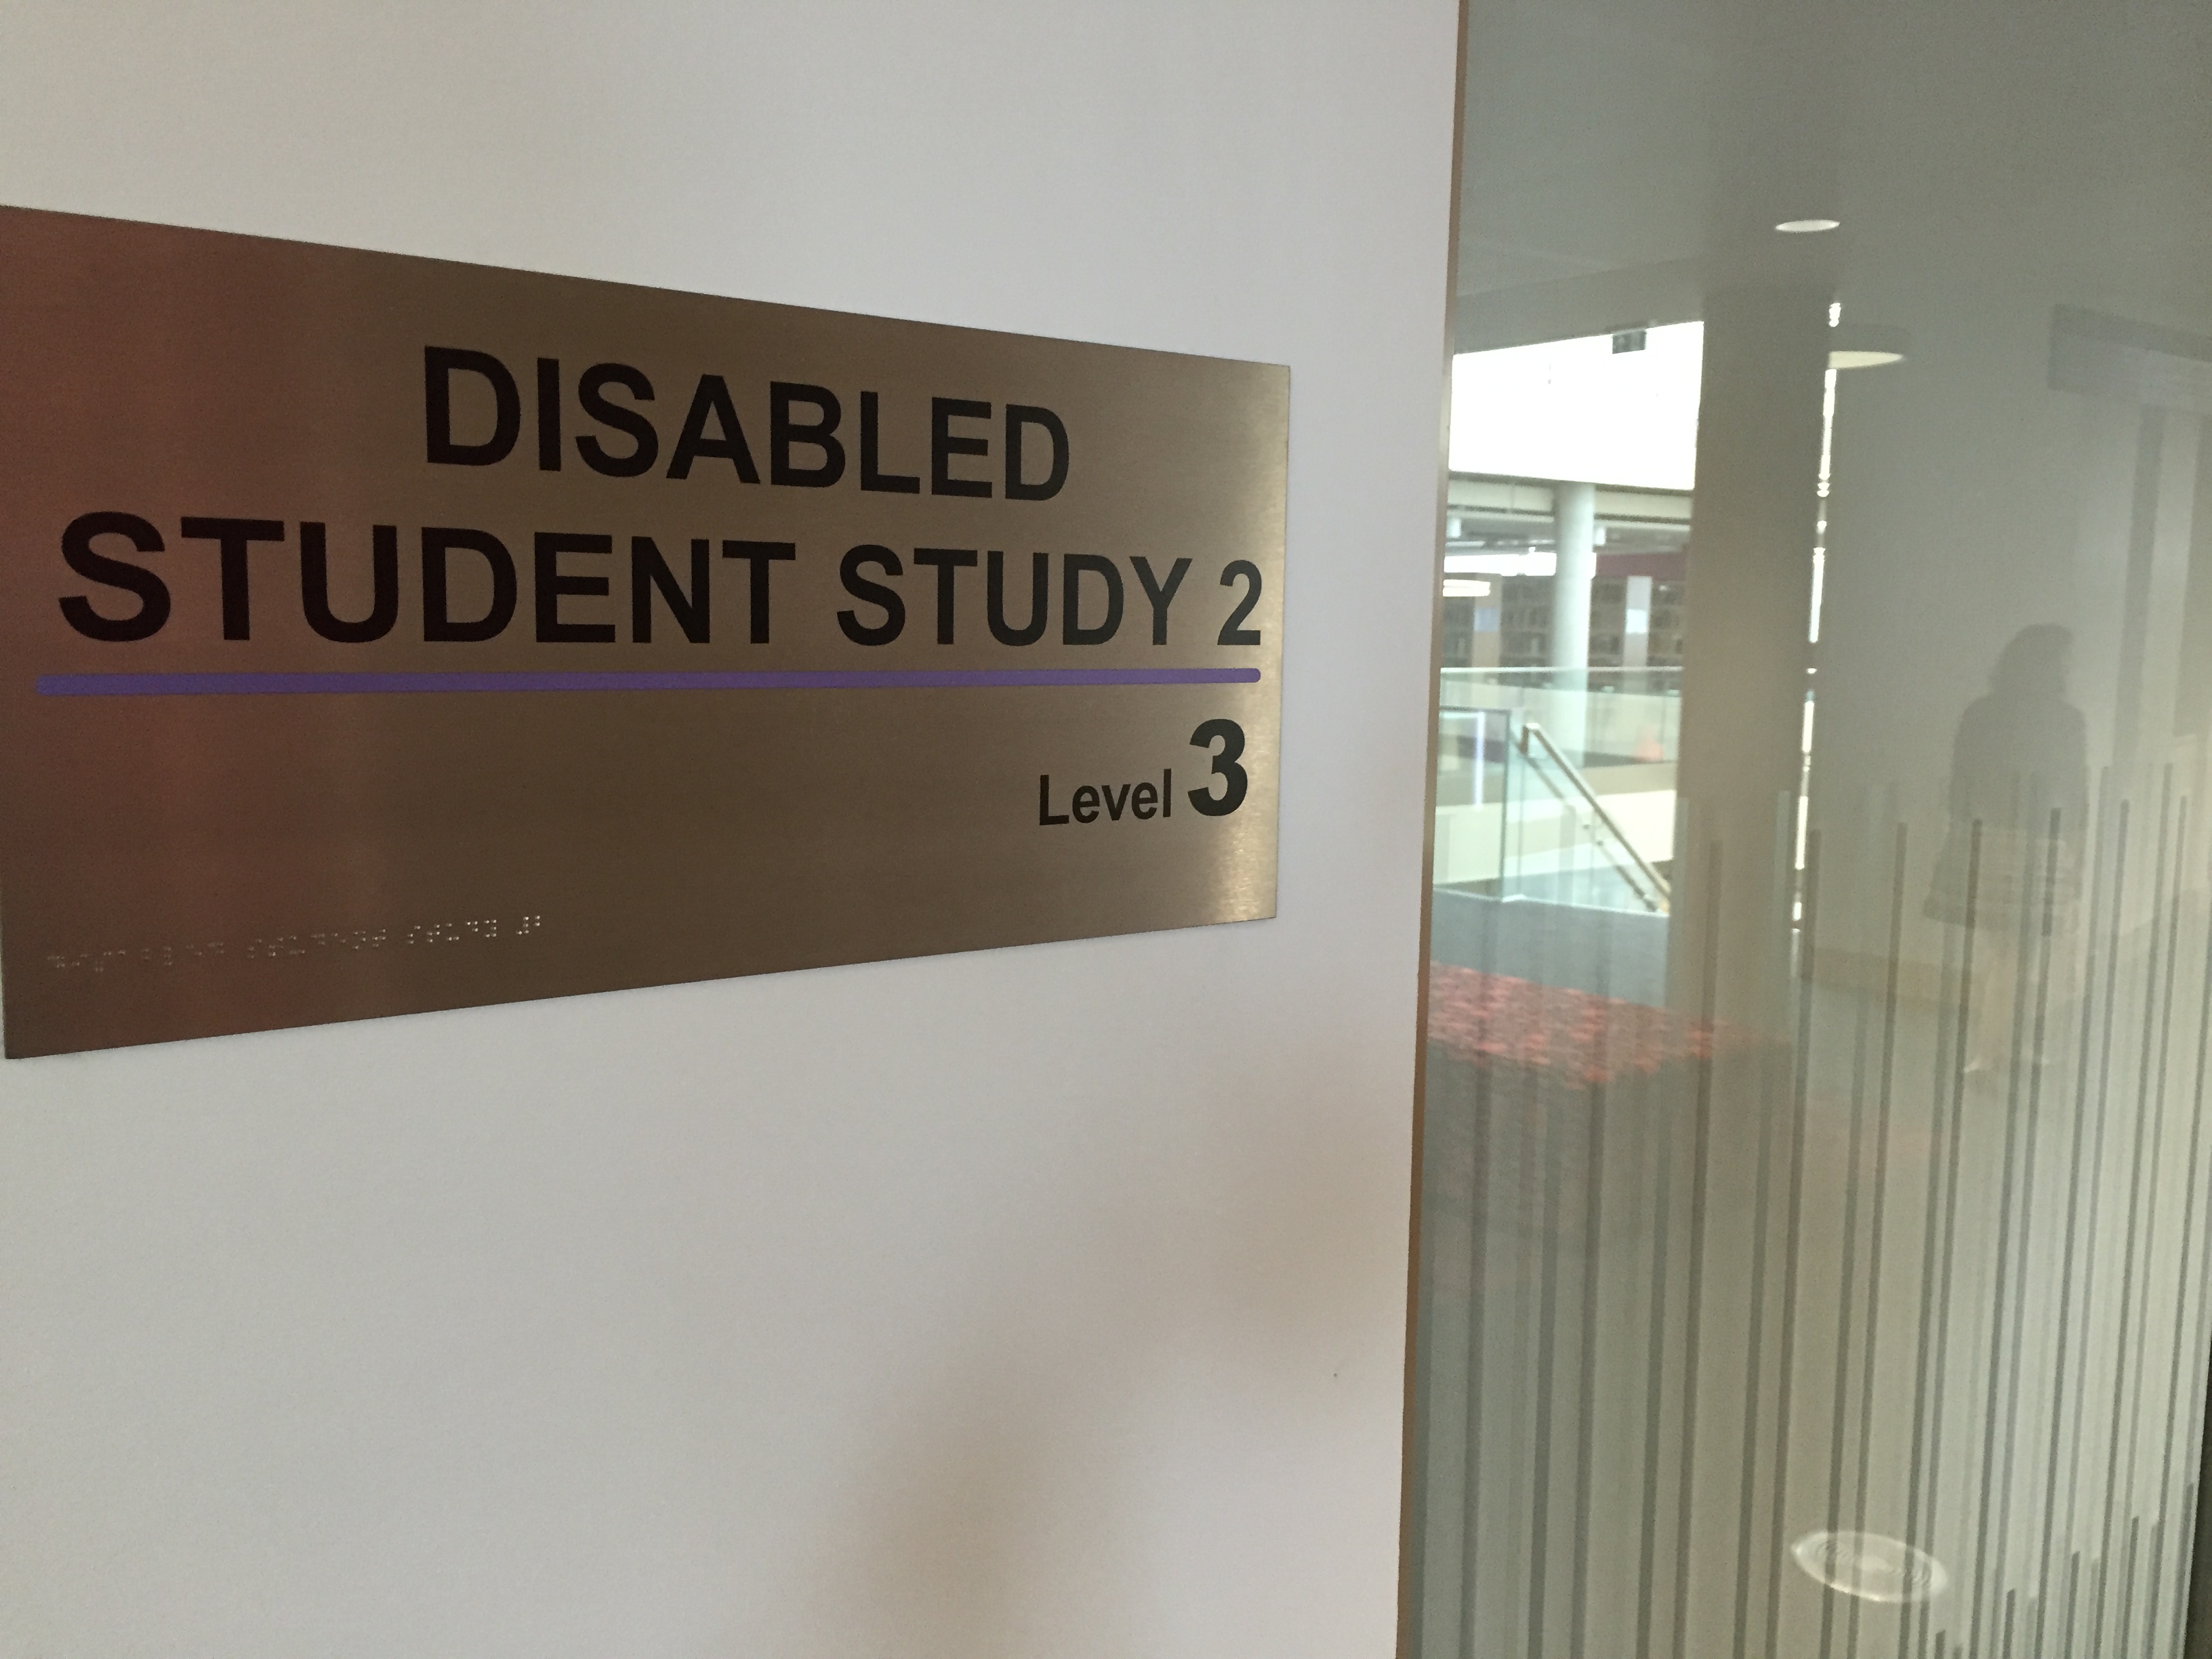 DISABLED
STUDENT STUDY 2
Level 3